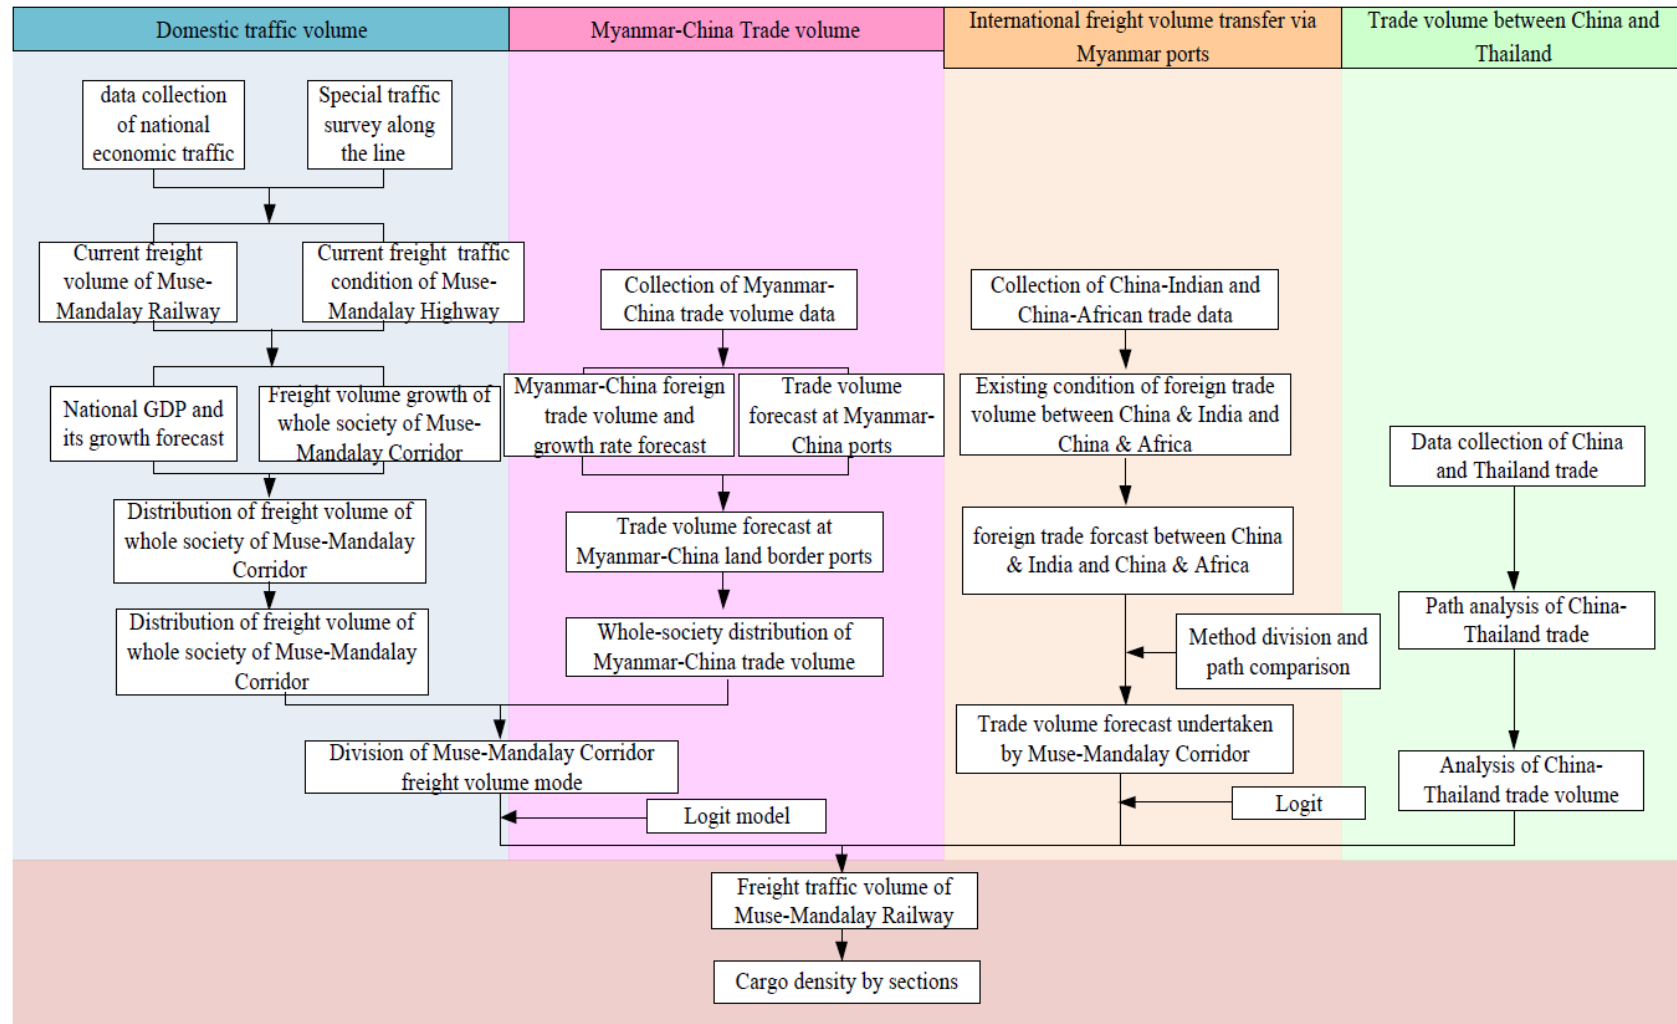 Domestic traffic volume
Myanmar-China Trade volume
International freight volume transfer via
Myanmar ports
Trade volume between China and
Thailand
data collection
of national
economic traffic
Special traffic
survey along
the line
Current freight
volume of Muse-
Mandalay Railway
Current freight traffic
condition of Muse-
Mandalay Highway
National GDP and
its growth forecast
Freight volume growth of
whole society of Muse-
Mandalay Corridor
Distribution of freight volume of
whole society of Muse-Mandalay
Corridor
Distribution of freight volume of
whole society of Muse-Mandalay
Corridor
Collection of Myanmar-
China trade volume data
Myanmar-China foreign
trade volume and
growth rate forecast
Trade volume
forecast at Myanmar-
China ports
Trade volume forecast at
Myanmar-China land border ports
Whole-society distribution of
Myanmar-China trade volume
Division of Muse-Mandalay Corridor
freight volume mode
Logit model
Collection of China-Indian and
China-African trade data
Existing condition of foreign trade
volume between China & India and
China & Africa
foreign trade forcast between China
& India and China & Africa
Method division and
path comparison
Trade volume forecast undertaken
by Muse-Mandalay Corridor
Logit
Data collection of China
and Thailand trade
Path analysis of China-
Thailand trade
Analysis of China-
Thailand trade volume
Freight traffic volume of
Muse-Mandalay Railway
Cargo density by sections